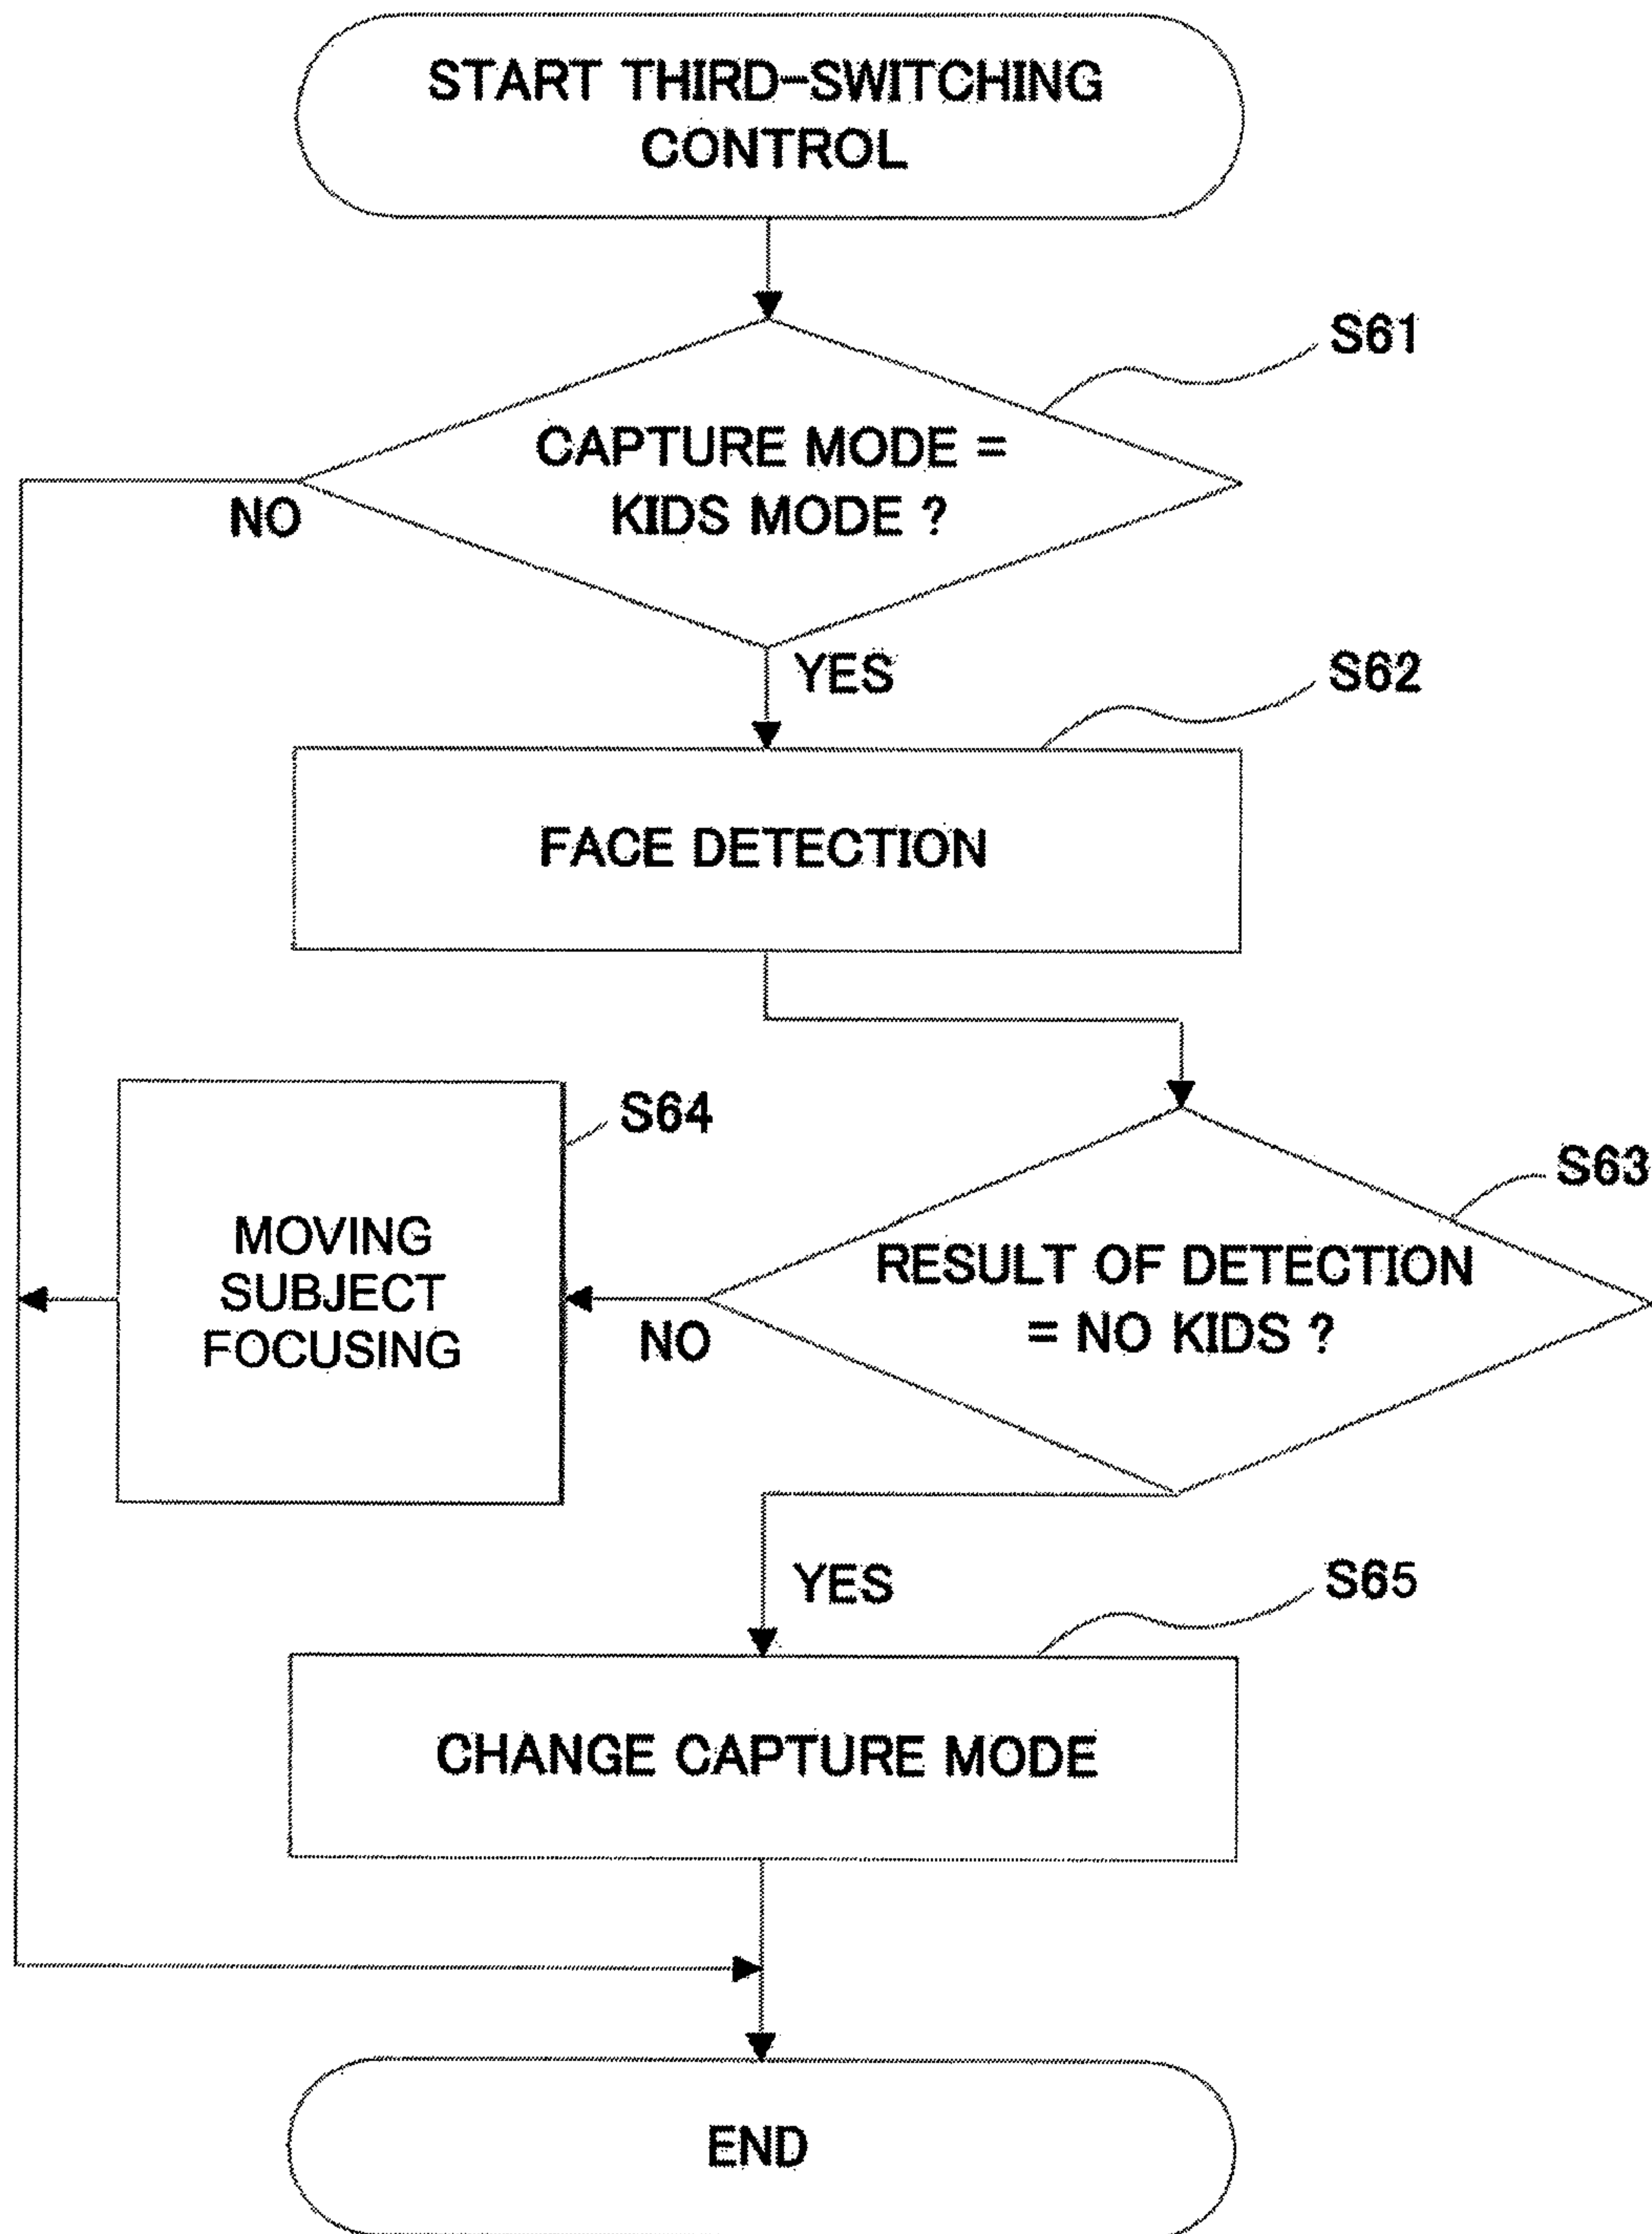 START THIRD-SWITCHING
CONTROL
S61
CAPTURE MODE =
KIDS MODE ?
NO
YES
S62
FACE DETECTION
S64
S63
MOVING
SUBJECT
FOCUSING
RESULT OF DETECTION
= NO KIDS ?
NO
YES
S65
CHANGE CAPTURE MODE
END